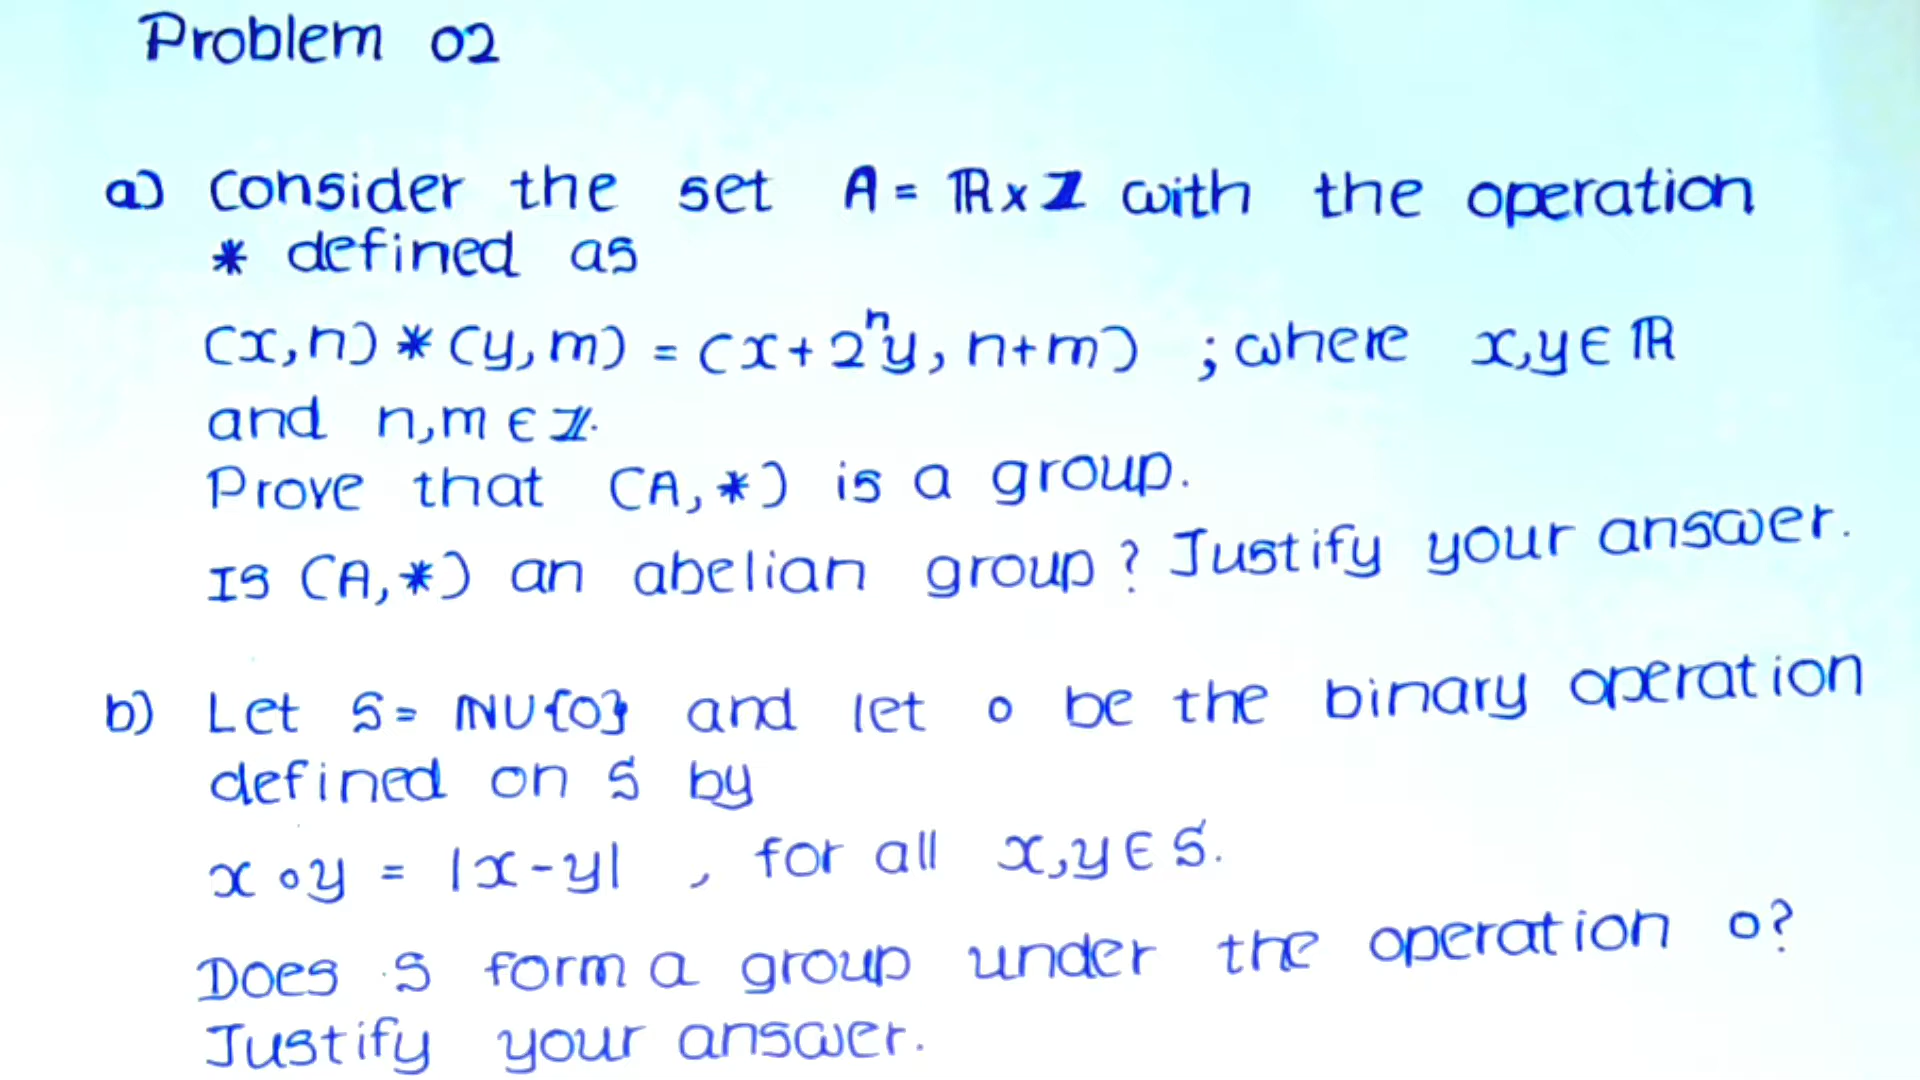 Problem 02
a) Consider the set A = ℝ x ℤ with the operation
* defined as
(x,n) * (y,m) = (x+2ⁿy, n+m) ; where x,y ∈ ℝ
and n,m ∈ ℤ.
Prove that (A,*) is a group.
Is (A,*) an abelian group? Justify your answer.
b) Let S = ℕ∪{0} and let o be the binary operation
defined on S by
x o y = |x-y| , for all x,y ∈ S.
Does S form a group under the operation o?
Justify your answer.